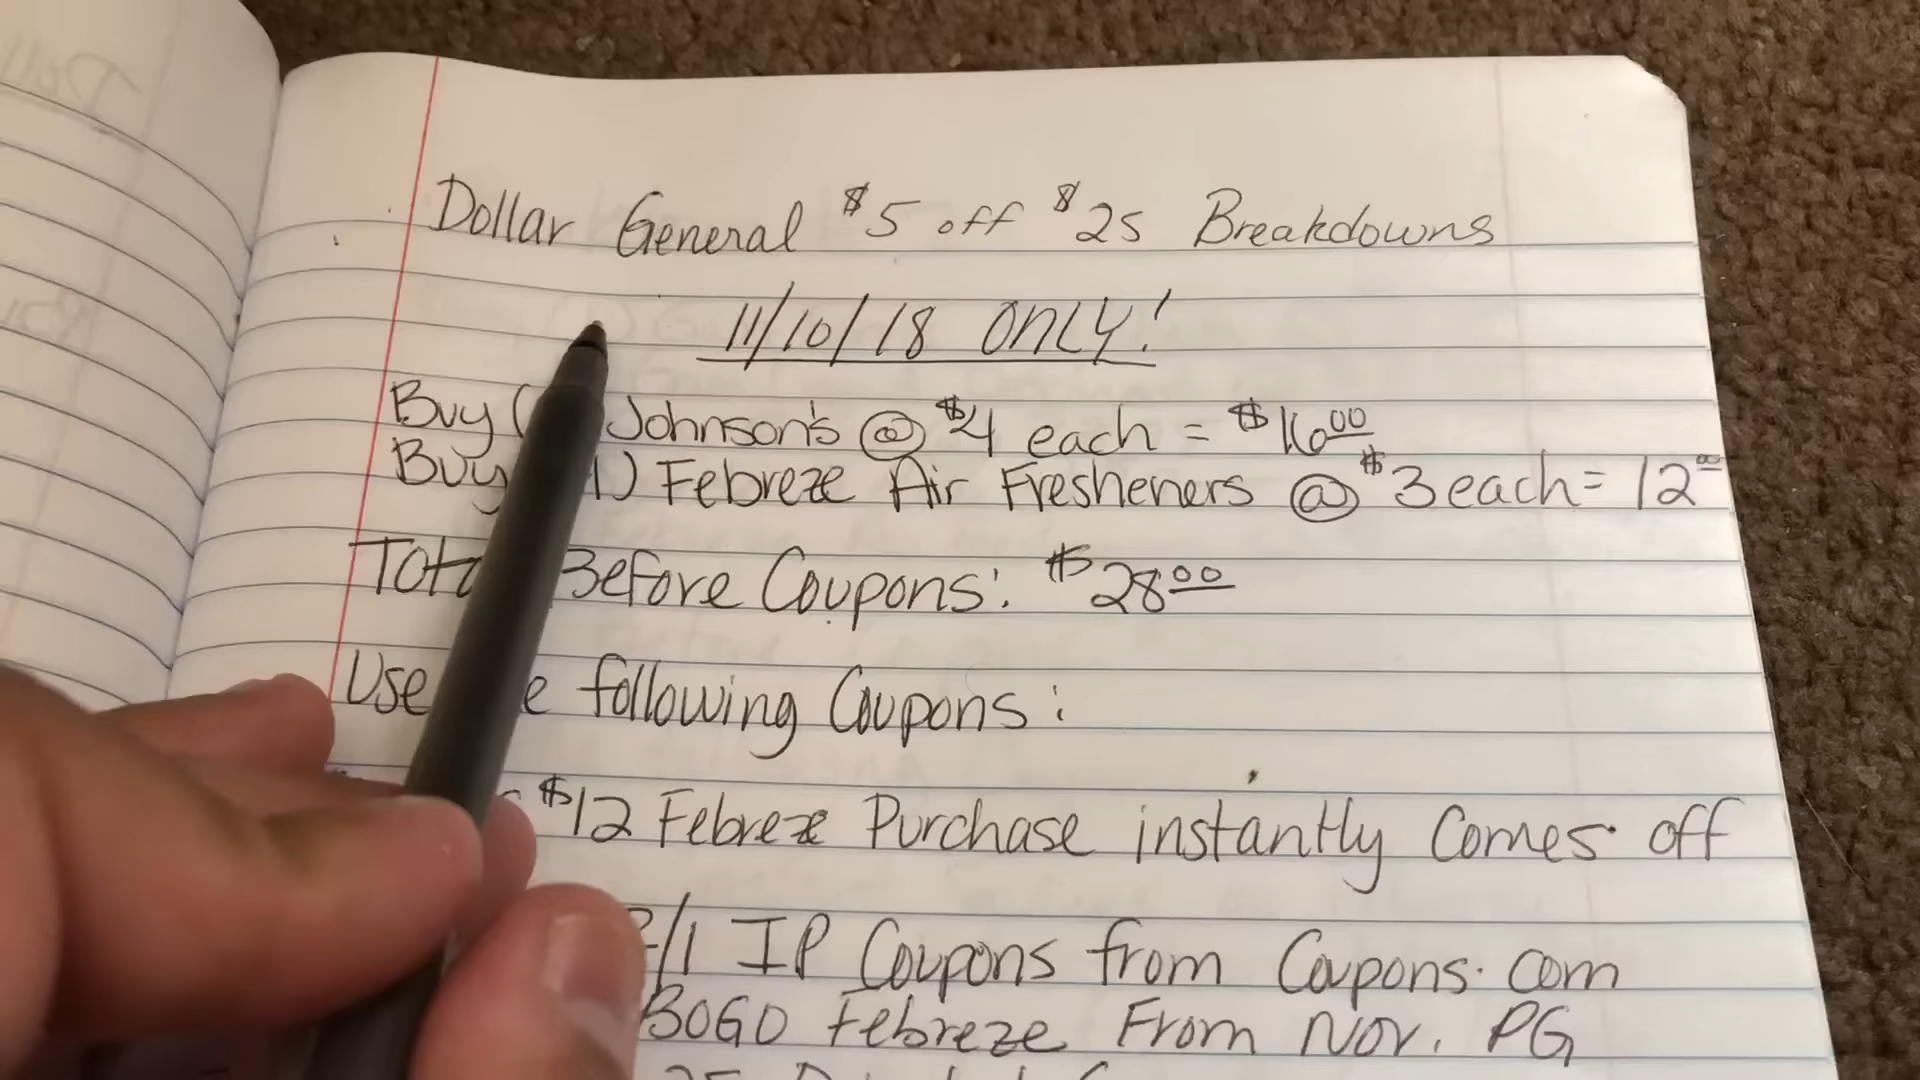 Dollar General $5 off $25 Breakdowns
11/10/18 ONLY!
Buy Johnson's @ $4 each = $16.00
Buy Febreze Air Fresheners @ $3 each = 12.00
Before Coupons: $28.00
Use following Coupons:
$12 Febreze Purchase instantly Comes off
/1 IP Coupons from Coupons.com
BOGO Febreze From Nov. PG